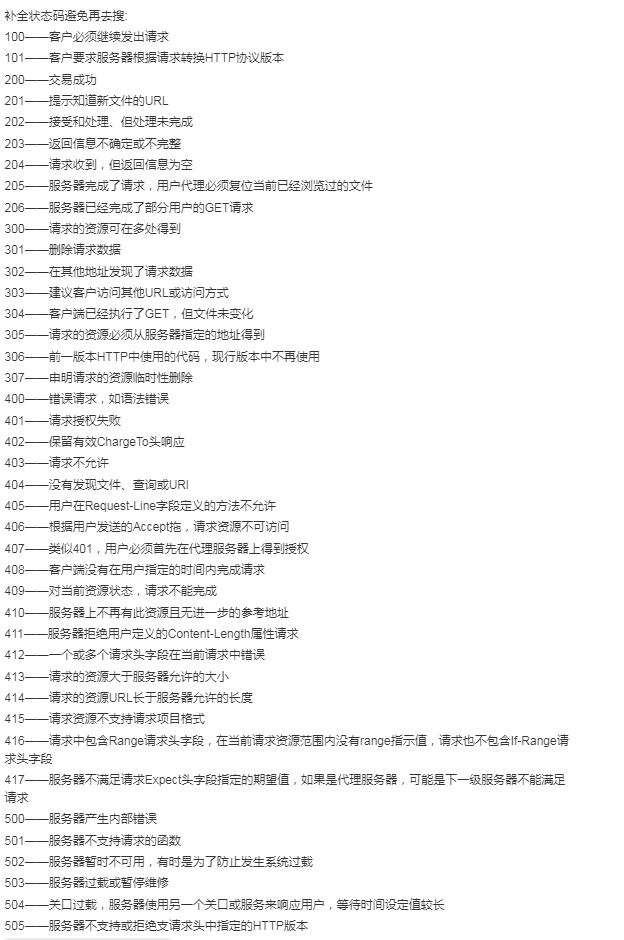 补全状态码避免再去搜:
100——客户必须继续发出请求
101——客户要求服务器根据请求转换HTTP协议版本
200——交易成功
201——提示知道新文件的URL
202——接受和处理、但处理未完成
203——返回信息不确定或不完整
204——请求收到，但返回信息为空
205——服务器完成了请求，用户代理必须复位当前已经浏览过的文件
206——服务器已经完成了部分用户的GET请求
300——请求的资源可在多处得到
301——删除请求数据
302——在其他地址发现了请求数据
303——建议客户访问其他URL或访问方式
304——客户端已经执行了GET，但文件未变化
305——请求的资源必须从服务器指定的地址得到
306——前一版本HTTP中使用的代码，现行版本中不再使用
307——申明请求的资源临时性删除
400——错误请求，如语法错误
401——请求授权失败
402——保留有效ChargeTo头响应
403——请求不允许
404——没有发现文件、查询或URl
405——用户在Request-Line字段定义的方法不允许
406——根据用户发送的Accept拖，请求资源不可访问
407——类似401，用户必须首先在代理服务器上得到授权
408——客户端没有在用户指定的时间内完成请求
409——对当前资源状态，请求不能完成
410——服务器上不再有此资源且无进一步的参考地址
411——服务器拒绝用户定义的Content-Length属性请求
412——一个或多个请求头字段在当前请求中错误
413——请求的资源大于服务器允许的大小
414——请求的资源URL长于服务器允许的长度
415——请求资源不支持请求项目格式
416——请求中包含Range请求头字段，在当前请求资源范围内没有range指示值，请求也不包含If-Range请
求头字段
417——服务器不满足请求Expect头字段指定的期望值，如果是代理服务器，可能是下一级服务器不能满足
请求
500——服务器产生内部错误
501——服务器不支持请求的函数
502——服务器暂时不可用，有时是为了防止发生系统过载
503——服务器过载或暂停维修
504——关口过载，服务器使用另一个关口或服务来响应用户，等待时间设定值较长
505——服务器不支持或拒绝支请求头中指定的HTTP版本